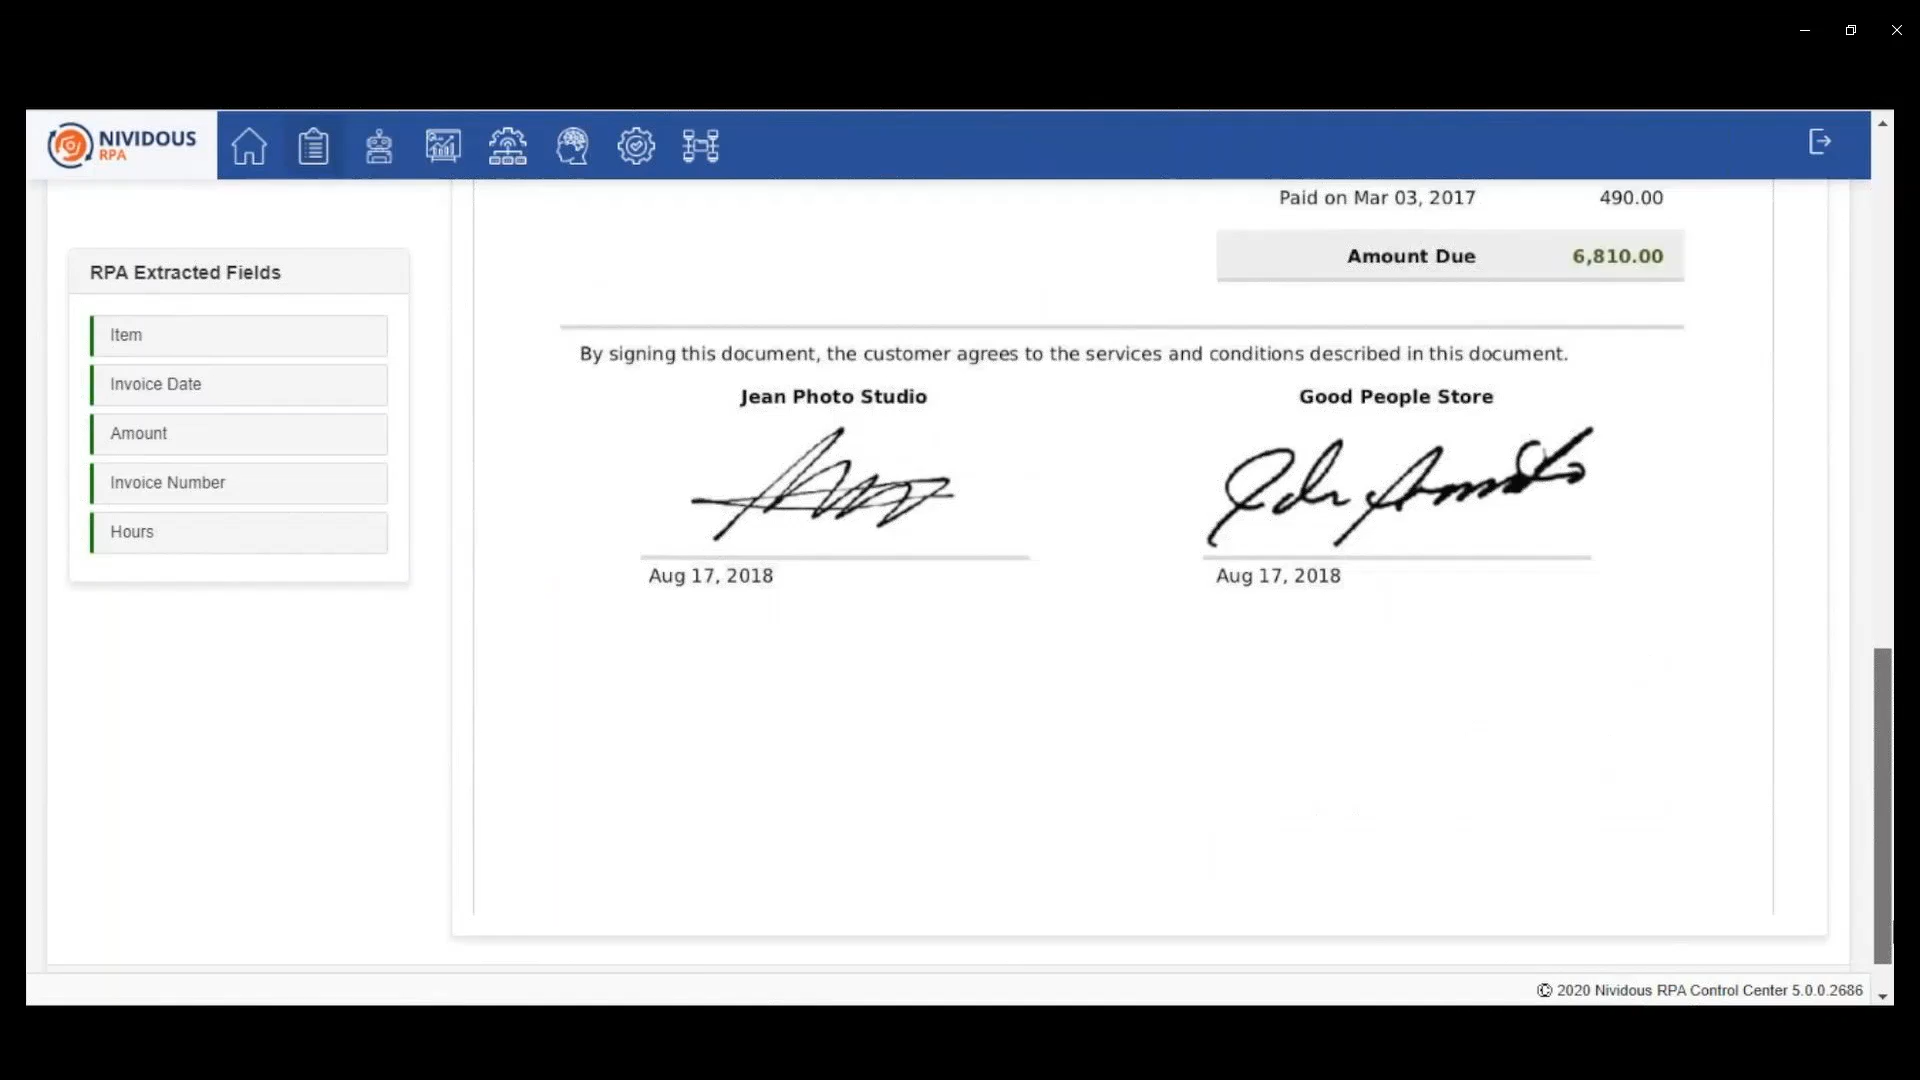 NIVIDOUS
RPA
Paid on Mar 03, 2017 490.00
Amount Due 6,810.00
RPA Extracted Fields
Item
Invoice Date
Amount
Invoice Number
Hours
By signing this document, the customer agrees to the services and conditions described in this document.
Jean Photo Studio Good People Store
Aug 17, 2018 Aug 17, 2018
© 2020 Nividous RPA Control Center 5.0.0.2686